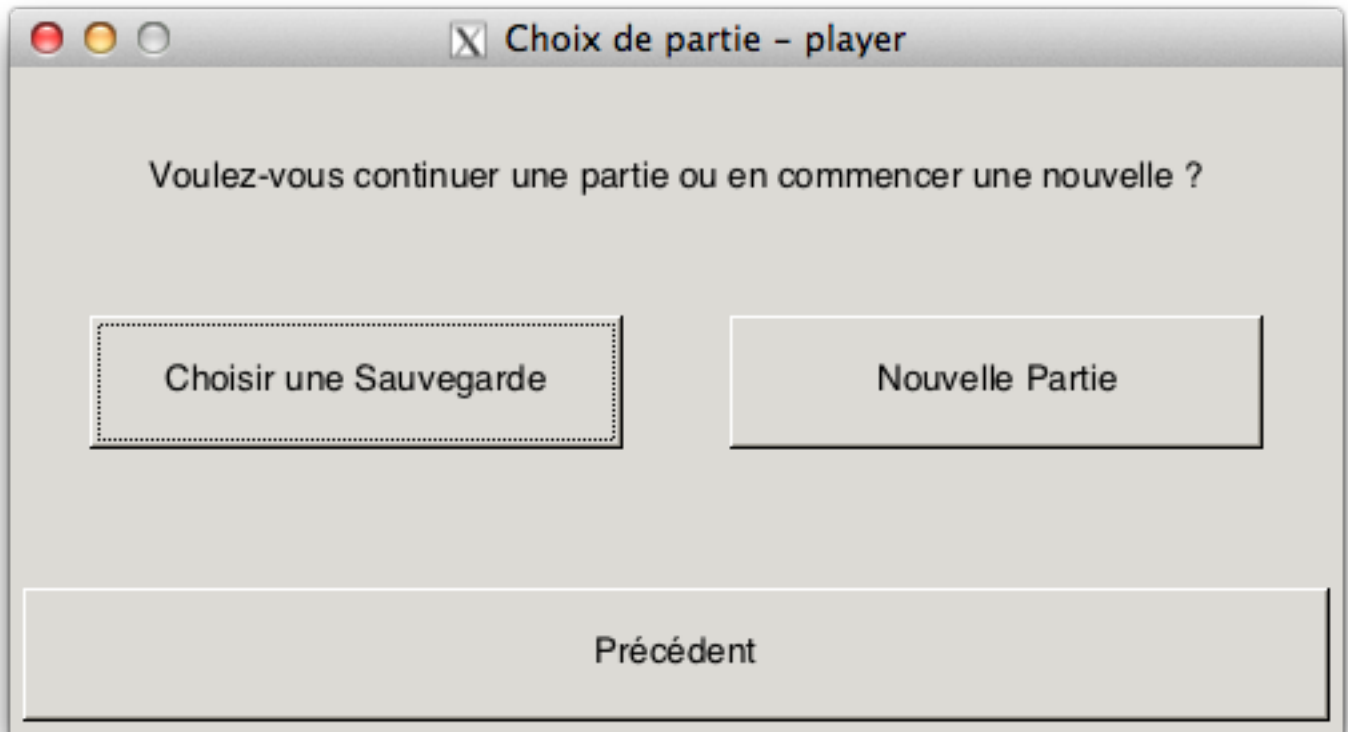 Choix de partie – player
Voulez-vous continuer une partie ou en commencer une nouvelle ?
Choisir une Sauvegarde
Nouvelle Partie
Précédent